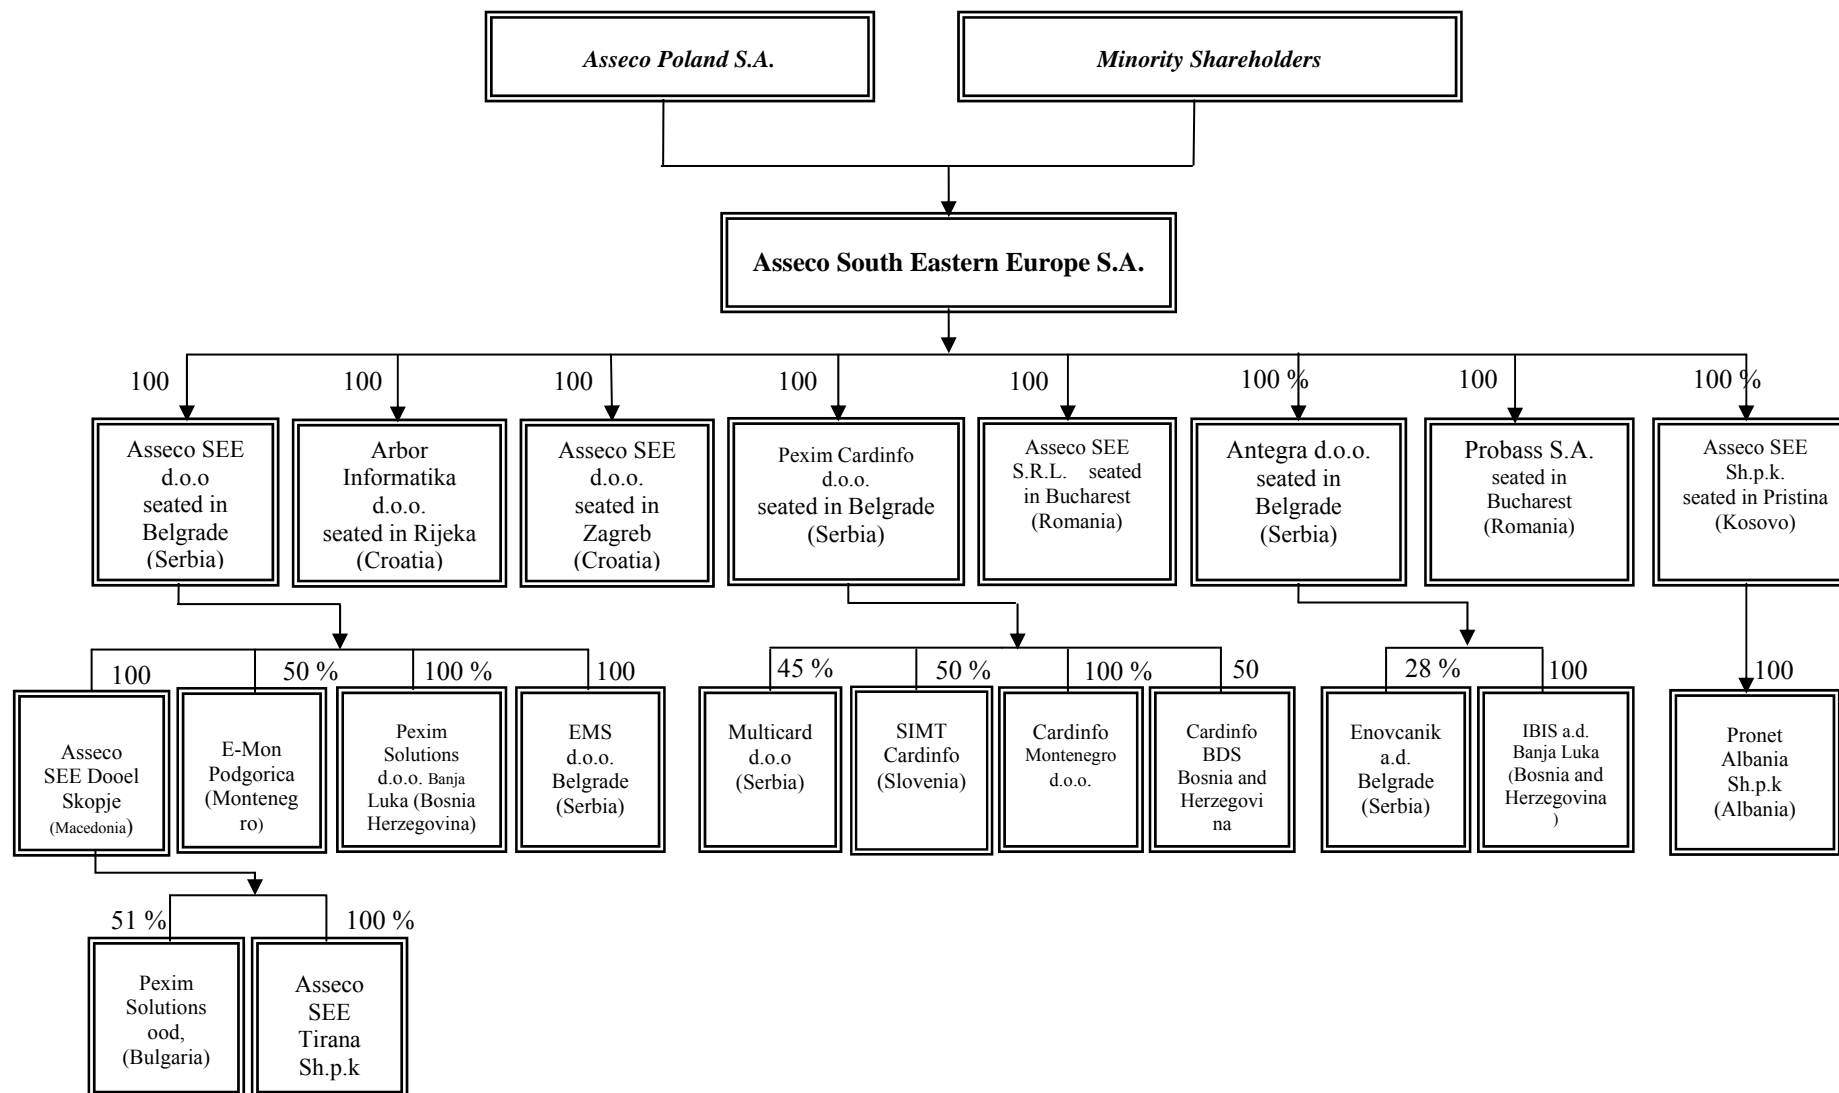 Asseco Poland S.A.
Minority Shareholders
Asseco South Eastern Europe S.A.
100
100
100
100
100
100 %
100
100 %
Asseco SEE
d.o.o
seated in
Belgrade
(Serbia)
Arbor
Informatika
d.o.o.
seated in Rijeka
(Croatia)
Asseco SEE
d.o.o.
seated in
Zagreb
(Croatia)
Pexim Cardinfo
d.o.o.
seated in Belgrade
(Serbia)
Asseco SEE
S.R.L. seated
in Bucharest
(Romania)
Antegra d.o.o.
seated in
Belgrade
(Serbia)
Probass S.A.
seated in
Bucharest
(Romania)
Asseco SEE
Sh.p.k.
seated in Pristina
(Kosovo)
100
50 %
100 %
100
45 %
50 %
100 %
50
28 %
100
100
Asseco
SEE Dooel
Skopje
(Macedonia)
E-Mon
Podgorica
(Monteneg
ro)
Pexim
Solutions
d.o.o. Banja
Luka (Bosnia
Herzegovina)
EMS
d.o.o.
Belgrade
(Serbia)
Multicard
d.o.o
(Serbia)
SIMT
Cardinfo
(Slovenia)
Cardinfo
Montenegro
d.o.o.
Cardinfo
BDS
Bosnia and
Herzegovi
na
Enovcanik
a.d.
Belgrade
(Serbia)
IBIS a.d.
Banja Luka
(Bosnia and
Herzegovina
)
Pronet
Albania
Sh.p.k
(Albania)
51 %
100 %
Pexim
Solutions
ood,
(Bulgaria)
Asseco
SEE
Tirana
Sh.p.k